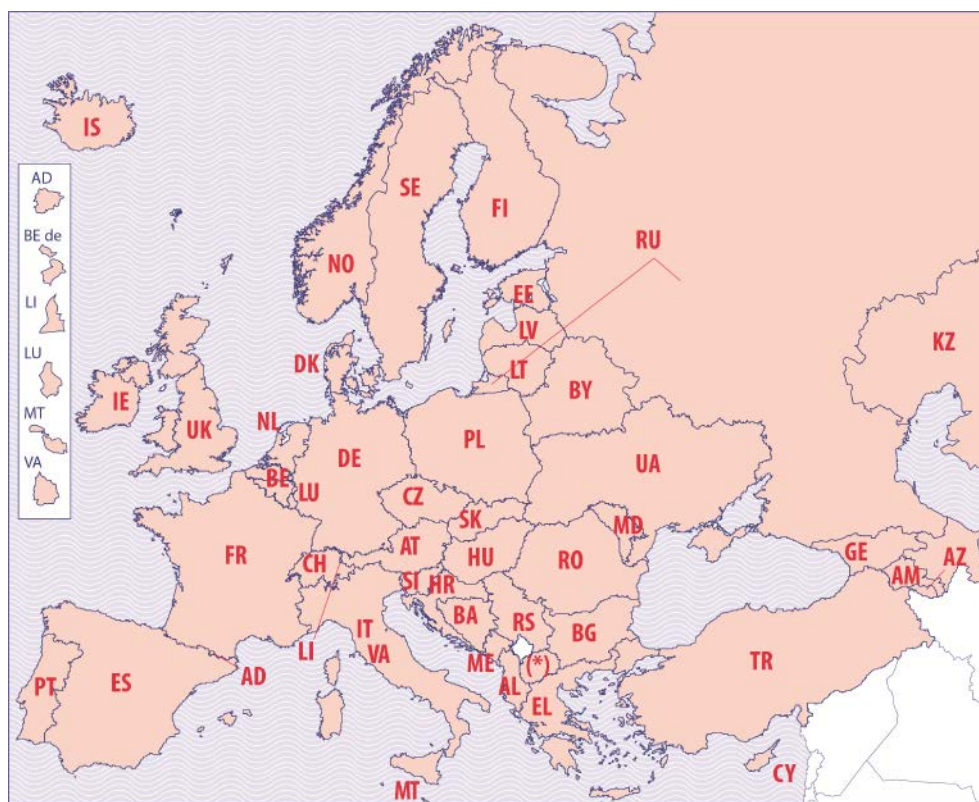 IS
AD
BE de
LI
LU
MT
VA
SE
FI
NO
RU
EE
LV
LT
DK
KZ
IE
UK
NL
BY
PL
DE
BE
LU
UA
CZ
SK
MD
FR
CH
AT
HU
RO
GE
AZ
AM
SI
HR
BA
RS
BG
IT
VA
LI
ME
(*)
TR
PT
ES
AD
AL
EL
CY
MT